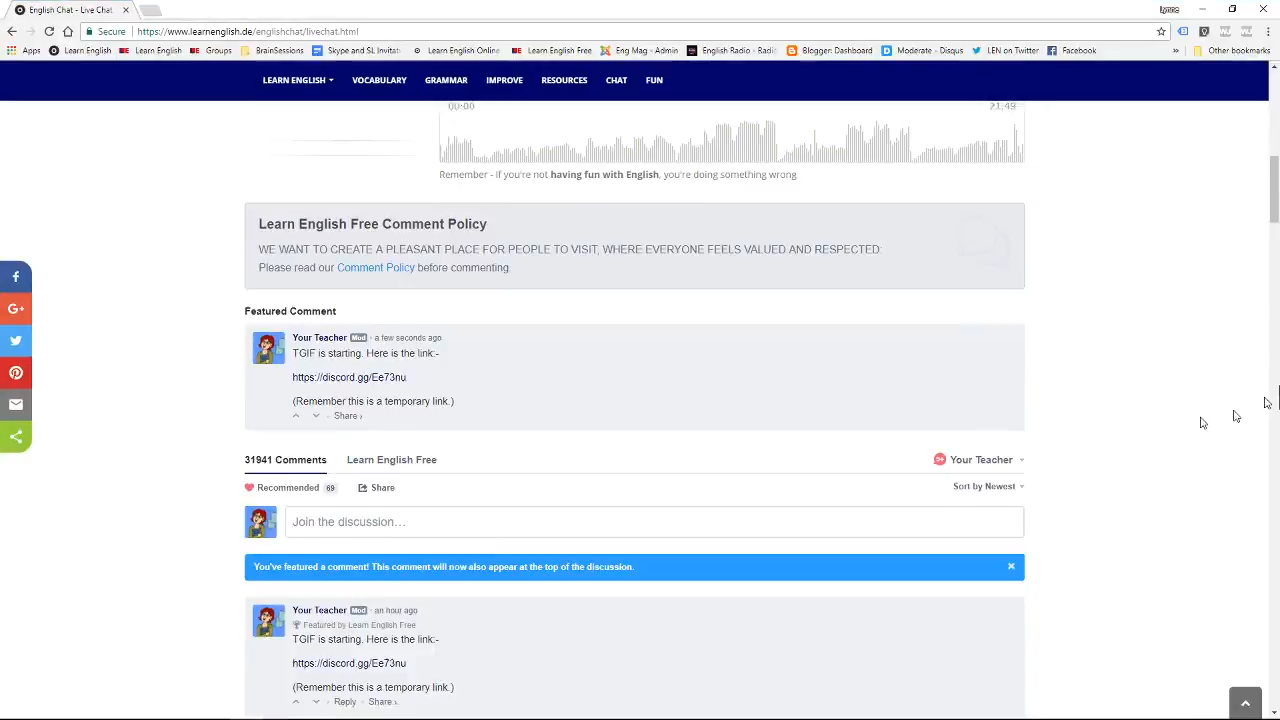 English Chat - Live Chat
Lynne
Secure
https://www.learnenglish.de/englishchat/livechat.html
Apps
Learn English
Learn English
Groups
BrainSessions
Skype and SL Invitat
Learn English Online
Learn English Free
Eng Mag - Admin
English Radio - Radi
Blogger: Dashboard
Moderate - Disqus
LEN on Twitter
Facebook
»
Other bookmarks
LEARN ENGLISH
VOCABULARY
GRAMMAR
IMPROVE
RESOURCES
CHAT
FUN
00:00
21:49
Remember - If you're not having fun with English, you're doing something wrong
Learn English Free Comment Policy
WE WANT TO CREATE A PLEASANT PLACE FOR PEOPLE TO VISIT, WHERE EVERYONE FEELS VALUED AND RESPECTED:
Please read our Comment Policy before commenting.
Featured Comment
Your Teacher Mod • a few seconds ago
TGIF is starting. Here is the link:-
https://discord.gg/Ee73nu
(Remember this is a temporary link.)
Share ›
31941 Comments
Learn English Free
9+ Your Teacher
Recommended 69
Share
Sort by Newest
Join the discussion…
You've featured a comment! This comment will now also appear at the top of the discussion.
Your Teacher Mod • an hour ago
Featured by Learn English Free
TGIF is starting. Here is the link:-
https://discord.gg/Ee73nu
(Remember this is a temporary link.)
Reply • Share ›